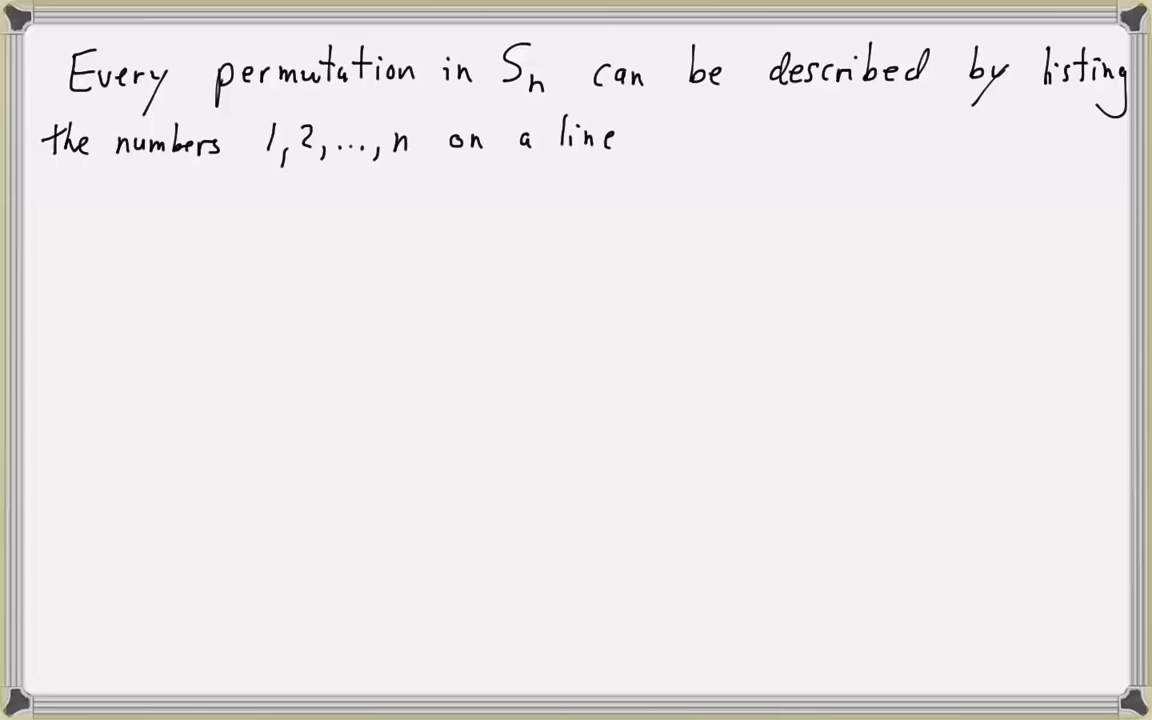 Every permutation in Sn can be described by listing
the numbers 1, 2, ..., n on a line